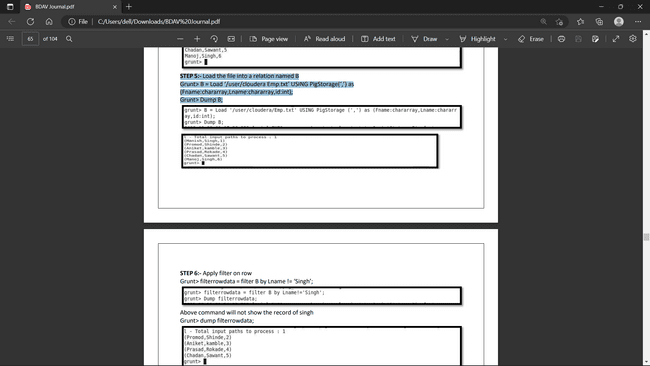 BDAV Journal.pdf
File | C:/Users/dell/Downloads/BDAV%20Journal.pdf
65 of 104
Page view
Read aloud
Add text
Draw
Highlight
Erase
Chadan,Sawant,5
Manoj,Singh,6
grunt>
STEP 5:- Load the file into a relation named B
Grunt> B = Load '/user/cloudera/Emp.txt' USING PigStorage(',') as
(Fname:chararray,Lname:chararray,id:int);
Grunt> Dump B;
grunt> B = Load '/user/cloudera/Emp.txt' USING PigStorage (',') as (Fname:chararray,Lname:chararr
ay,id:int);
grunt> Dump B;
l - Total input paths to process : 1
(Manish,Singh,1)
(Promod,Shinde,2)
(Aniket,kamble,3)
(Prasad,Rokade,4)
(Chadan,Sawant,5)
(Manoj,Singh,6)
grunt>
STEP 6:- Apply filter on row
Grunt> filterrowdata = filter B by Lname != 'Singh';
grunt> filterrowdata = filter B by Lname!='Singh';
grunt> Dump filterrowdata;
Above command will not show the record of singh
Grunt> dump filterrowdata;
l - Total input paths to process : 1
(Promod,Shinde,2)
(Aniket,kamble,3)
(Prasad,Rokade,4)
(Chadan,Sawant,5)
grunt>